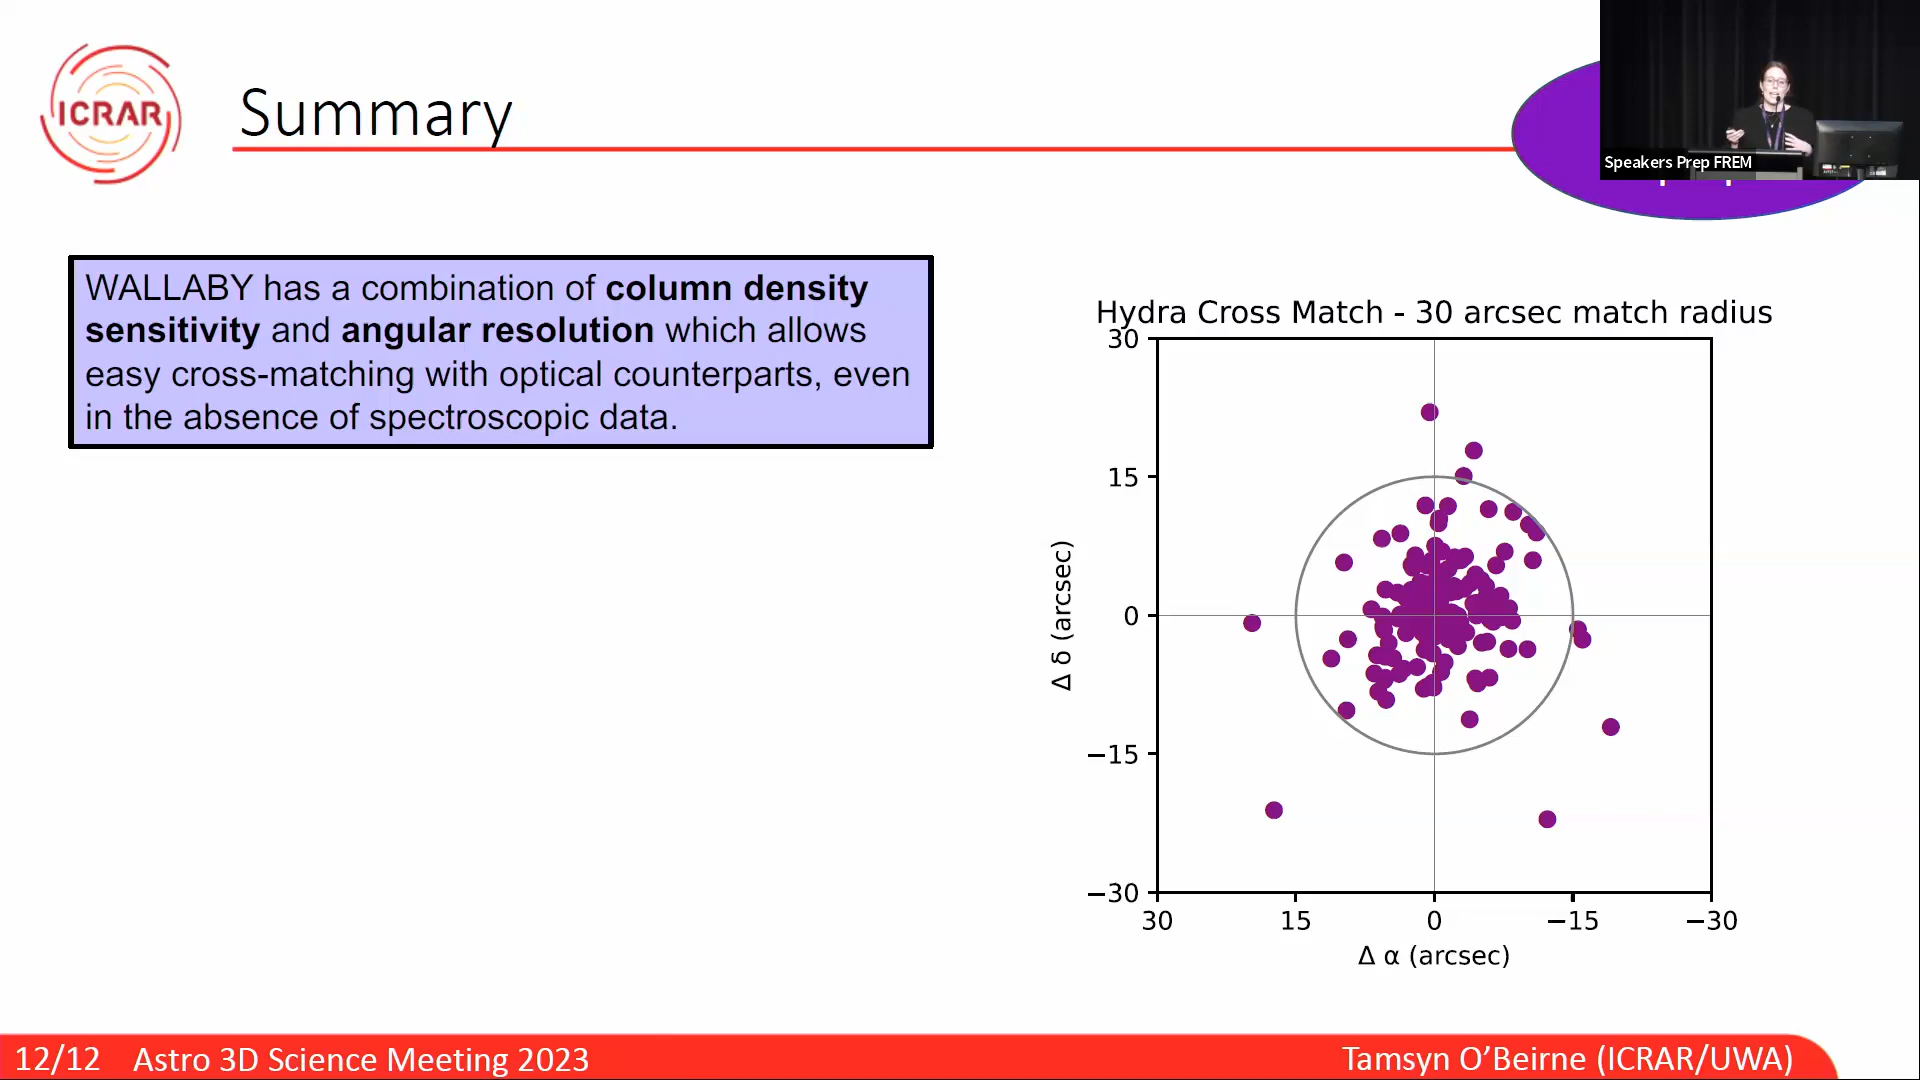 ICRAR
Summary
Speakers Prep FREM
WALLABY has a combination of column density
sensitivity and angular resolution which allows
easy cross-matching with optical counterparts, even
in the absence of spectroscopic data.
Hydra Cross Match - 30 arcsec match radius
30
15
0
−15
−30
Δ δ (arcsec)
30 15 0 −15 −30
Δ α (arcsec)
12/12 Astro 3D Science Meeting 2023
Tamsyn O’Beirne (ICRAR/UWA)